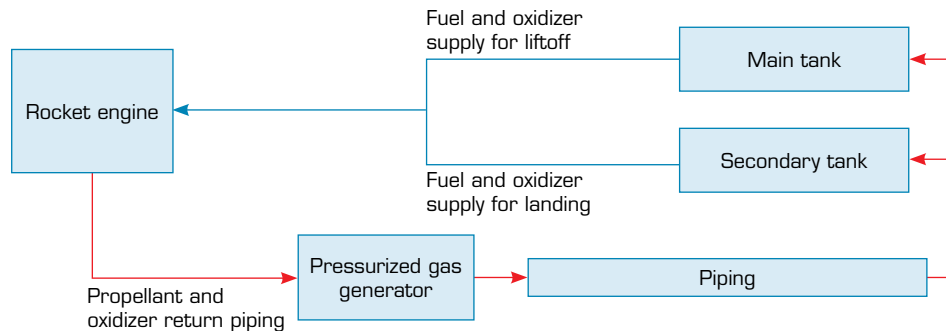 Fuel and oxidizer
supply for liftoff
Main tank
Rocket engine
Secondary tank
Fuel and oxidizer
supply for landing
Pressurized gas
generator
Piping
Propellant and
oxidizer return piping